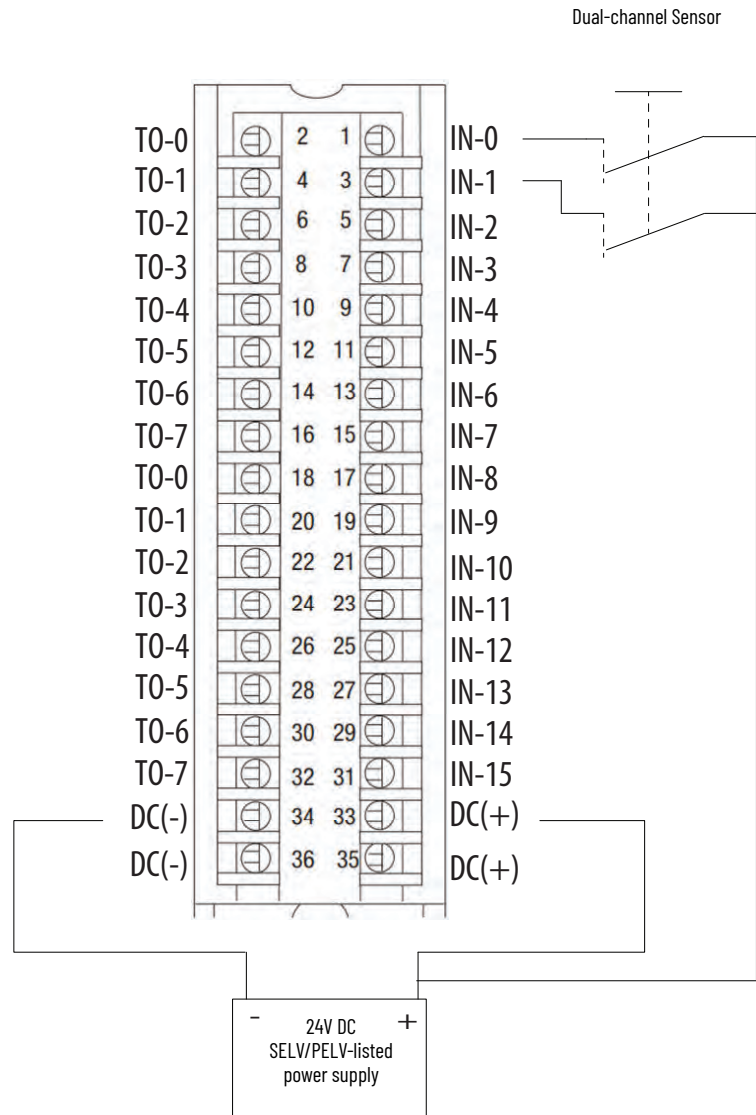 Dual-channel Sensor
TO-0 2 1 IN-0
TO-1 4 3 IN-1
TO-2 6 5 IN-2
TO-3 8 7 IN-3
TO-4 10 9 IN-4
TO-5 12 11 IN-5
TO-6 14 13 IN-6
TO-7 16 15 IN-7
TO-0 18 17 IN-8
TO-1 20 19 IN-9
TO-2 22 21 IN-10
TO-3 24 23 IN-11
TO-4 26 25 IN-12
TO-5 28 27 IN-13
TO-6 30 29 IN-14
TO-7 32 31 IN-15
DC(-) 34 33 DC(+)
DC(-) 36 35 DC(+)
- +
24V DC
SELV/PELV-listed
power supply